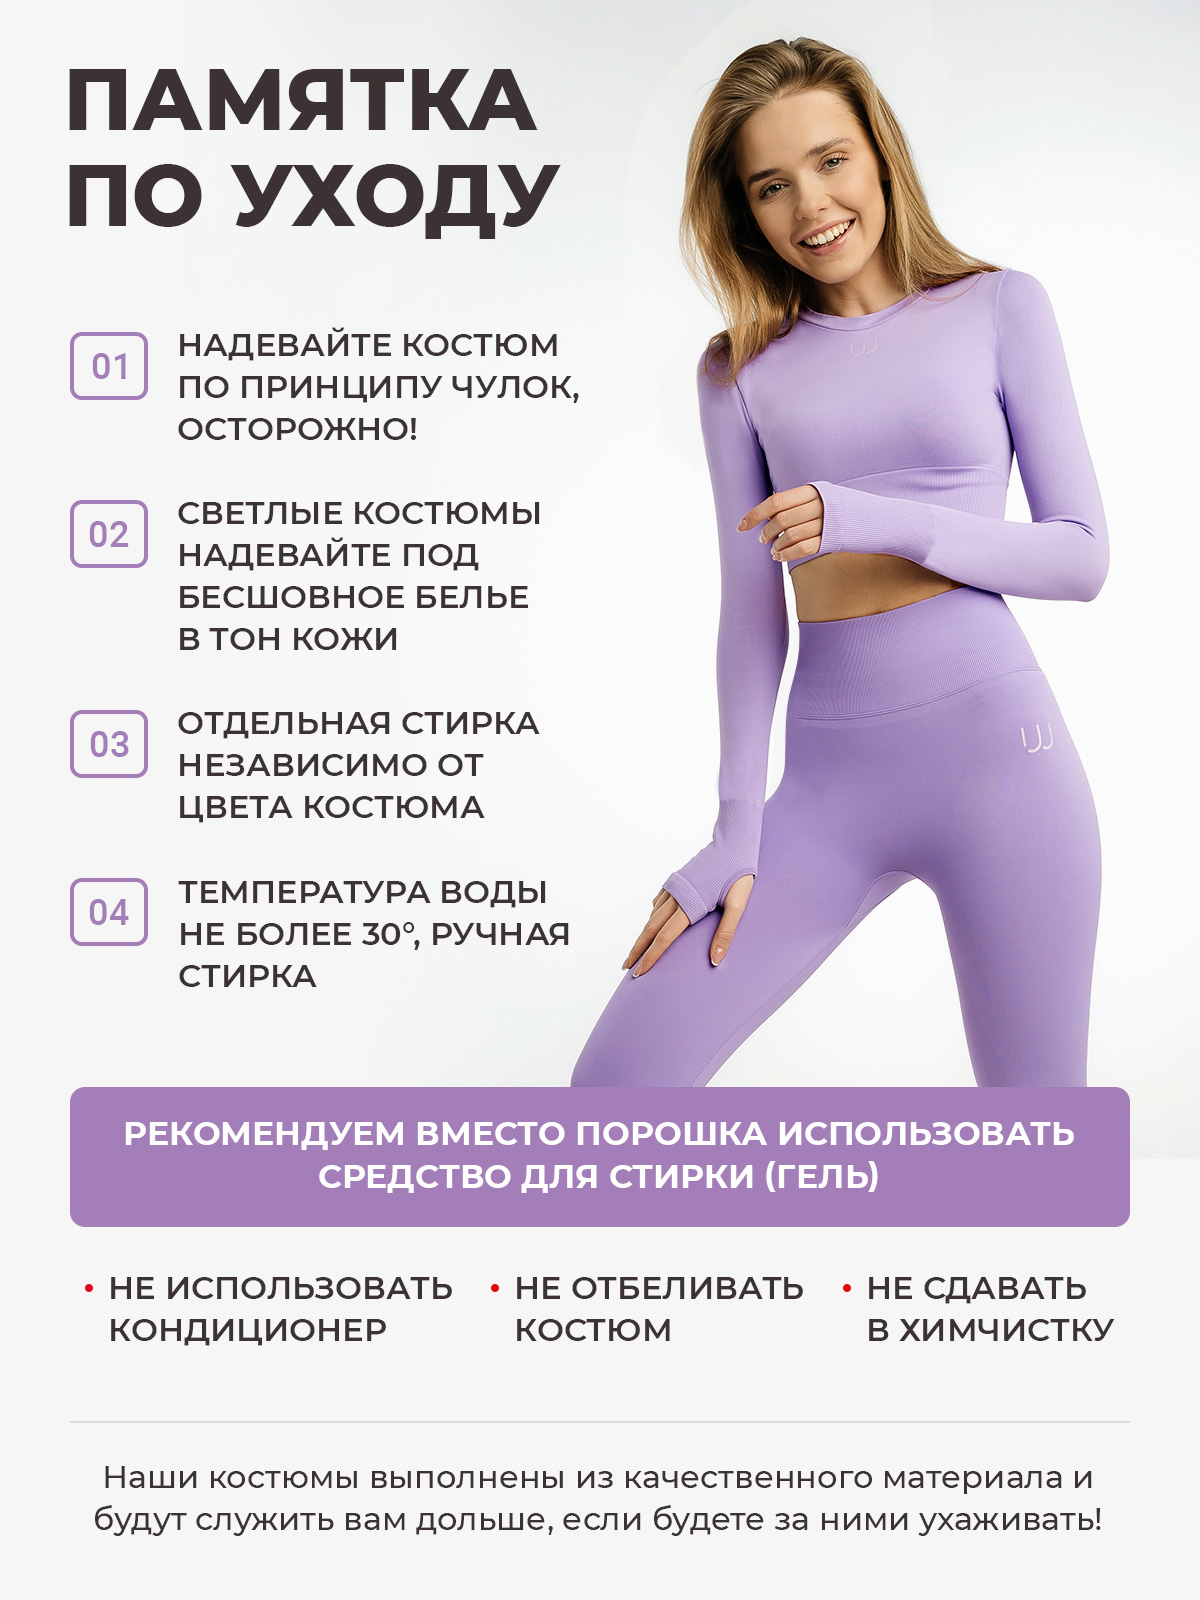 ПАМЯТКА
ПО УХОДУ
01
НАДЕВАЙТЕ КОСТЮМ
ПО ПРИНЦИПУ ЧУЛОК,
ОСТОРОЖНО!
02
СВЕТЛЫЕ КОСТЮМЫ
НАДЕВАЙТЕ ПОД
БЕСШОВНОЕ БЕЛЬЕ
В ТОН КОЖИ
03
ОТДЕЛЬНАЯ СТИРКА
НЕЗАВИСИМО ОТ
ЦВЕТА КОСТЮМА
04
ТЕМПЕРАТУРА ВОДЫ
НЕ БОЛЕЕ 30°, РУЧНАЯ
СТИРКА
РЕКОМЕНДУЕМ ВМЕСТО ПОРОШКА ИСПОЛЬЗОВАТЬ
СРЕДСТВО ДЛЯ СТИРКИ (ГЕЛЬ)
• НЕ ИСПОЛЬЗОВАТЬ
КОНДИЦИОНЕР
• НЕ ОТБЕЛИВАТЬ
КОСТЮМ
• НЕ СДАВАТЬ
В ХИМЧИСТКУ
Наши костюмы выполнены из качественного материала и
будут служить вам дольше, если будете за ними ухаживать!